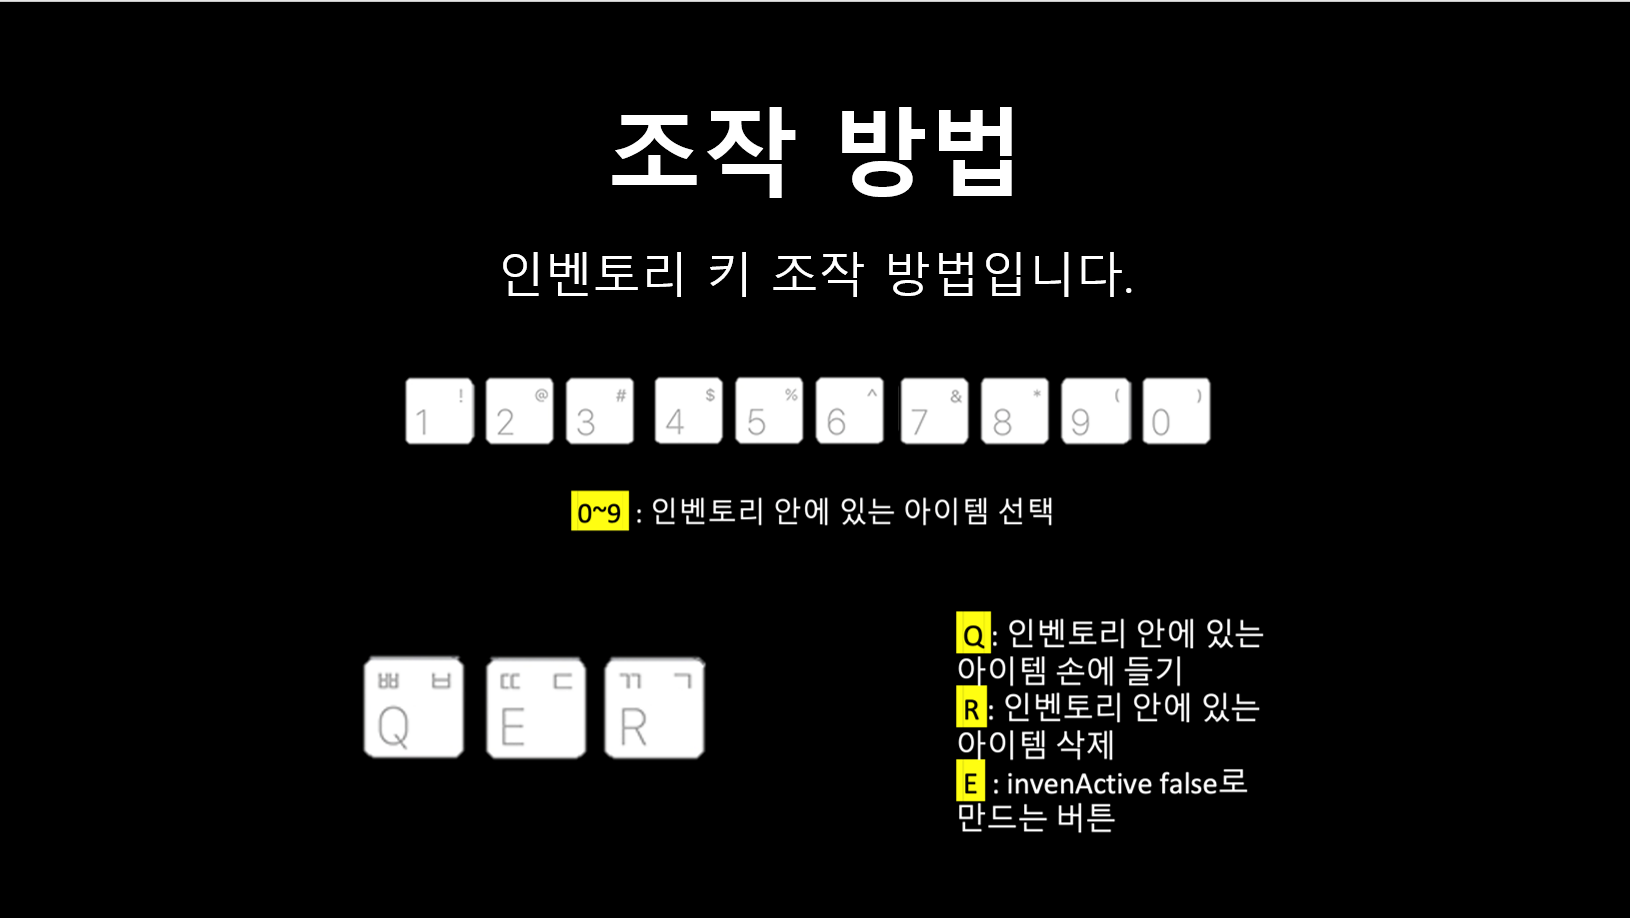 조작 방법
인벤토리 키 조작 방법입니다.
! @ # $ % ^ & * ( )
1 2 3 4 5 6 7 8 9 0
0~9 : 인벤토리 안에 있는 아이템 선택
ㅃ ㅂ ㄸ ㄷ ㄲ ㄱ
Q E R
Q : 인벤토리 안에 있는
아이템 손에 들기
R : 인벤토리 안에 있는
아이템 삭제
E : invenActive false로
만드는 버튼